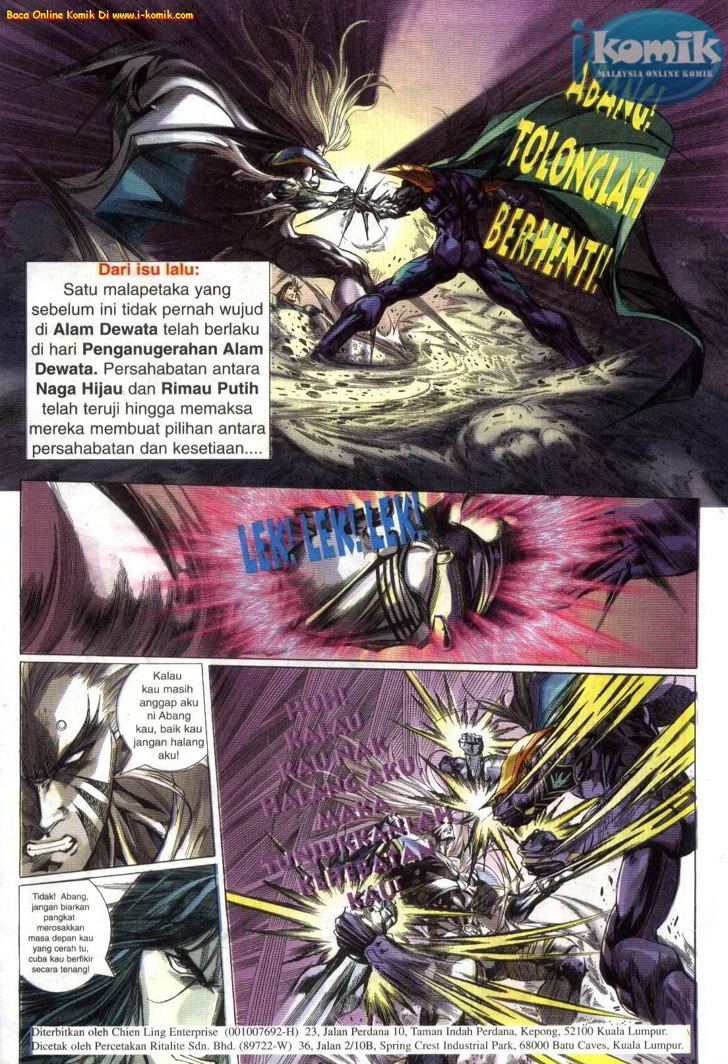 Baca Online Komik Di www.i-komik.com
ikomik
MALAYSIA ONLINE KOMIK
ABANG!
TOLONGLAH
BERHENTI!
Dari isu lalu:
Satu malapetaka yang
sebelum ini tidak pernah wujud
di Alam Dewata telah berlaku
di hari Penganugerahan Alam
Dewata. Persahabatan antara
Naga Hijau dan Rimau Putih
telah teruji hingga memaksa
mereka membuat pilihan antara
persahabatan dan kesetiaan....
LEK! LEK! LEK!
Kalau
kau masih
anggap aku
ni Abang
kau, baik kau
jangan halang
aku!
HUH!
KALAU
KAU NAK
HALANG AKU,
MAKA
TUNJUKKANLAH
KEHEBATAN
KAU!
Tidak! Abang,
jangan biarkan
pangkat
merosakkan
masa depan kau
yang cerah tu,
cuba kau berfikir
secara tenang!
Diterbitkan oleh Chien Ling Enterprise (001007692-H) 23, Jalan Perdana 10, Taman Indah Perdana, Kepong, 52100 Kuala Lumpur.
Dicetak oleh Percetakan Ritalite Sdn. Bhd. (89722-W) 36, Jalan 2/10B, Spring Crest Industrial Park, 68000 Batu Caves, Kuala Lumpur.